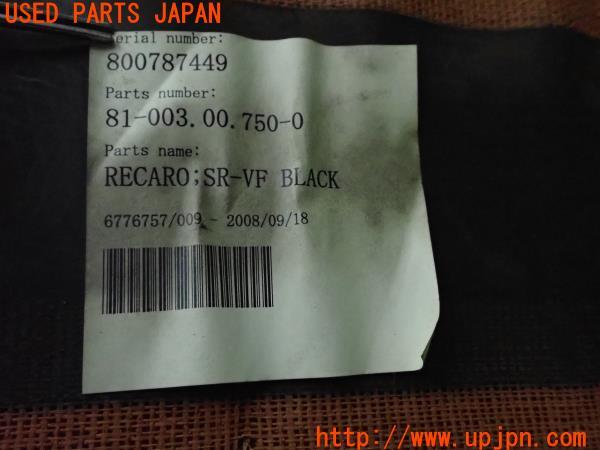 USED PARTS JAPAN
Serial number:
800787449
Parts number:
81-003.00.750-0
Parts name:
RECARO;SR-VF BLACK
6776757/009 - 2008/09/18
http://www.upjpn.com